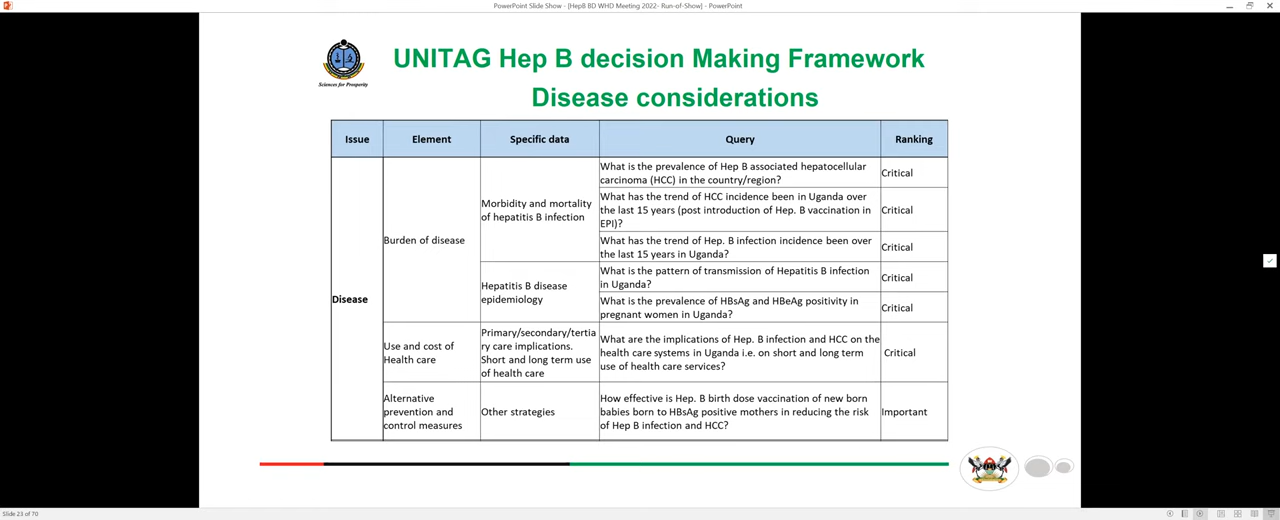 PowerPoint Slide Show - [HepB BD WHD Meeting 2022- Run-of-Show] - PowerPoint
Sciences for Prosperity
UNITAG Hep B decision Making Framework
Disease considerations
Issue
Element
Specific data
Query
Ranking
Disease
Burden of disease
Morbidity and mortality
of hepatitis B infection
What is the prevalence of Hep B associated hepatocellular
carcinoma (HCC) in the country/region?
Critical
What has the trend of HCC incidence been in Uganda over
the last 15 years (post introduction of Hep. B vaccination in
EPI)?
Critical
What has the trend of Hep. B infection incidence been over
the last 15 years in Uganda?
Critical
Hepatitis B disease
epidemiology
What is the pattern of transmission of Hepatitis B infection
in Uganda?
Critical
What is the prevalence of HBsAg and HBeAg positivity in
pregnant women in Uganda?
Critical
Use and cost of
Health care
Primary/secondary/tertia
ry care implications.
Short and long term use
of health care
What are the implications of Hep. B infection and HCC on the
health care systems in Uganda i.e. on short and long term
use of health care services?
Critical
Alternative
prevention and
control measures
Other strategies
How effective is Hep. B birth dose vaccination of new born
babies born to HBsAg positive mothers in reducing the risk
of Hep B infection and HCC?
Important
Slide 23 of 70